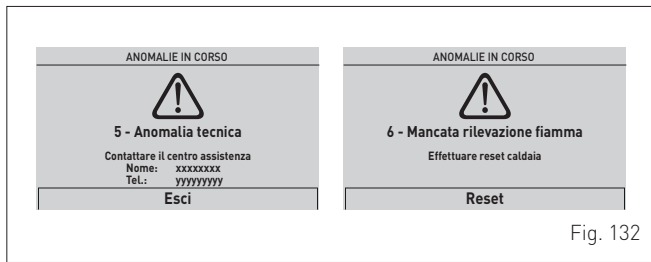 ANOMALIE IN CORSO
5 - Anomalia tecnica
Contattare il centro assistenza
Nome: xxxxxxxx
Tel.: yyyyyyyyy
Esci
ANOMALIE IN CORSO
6 - Mancata rilevazione fiamma
Effettuare reset caldaia
Reset
Fig. 132